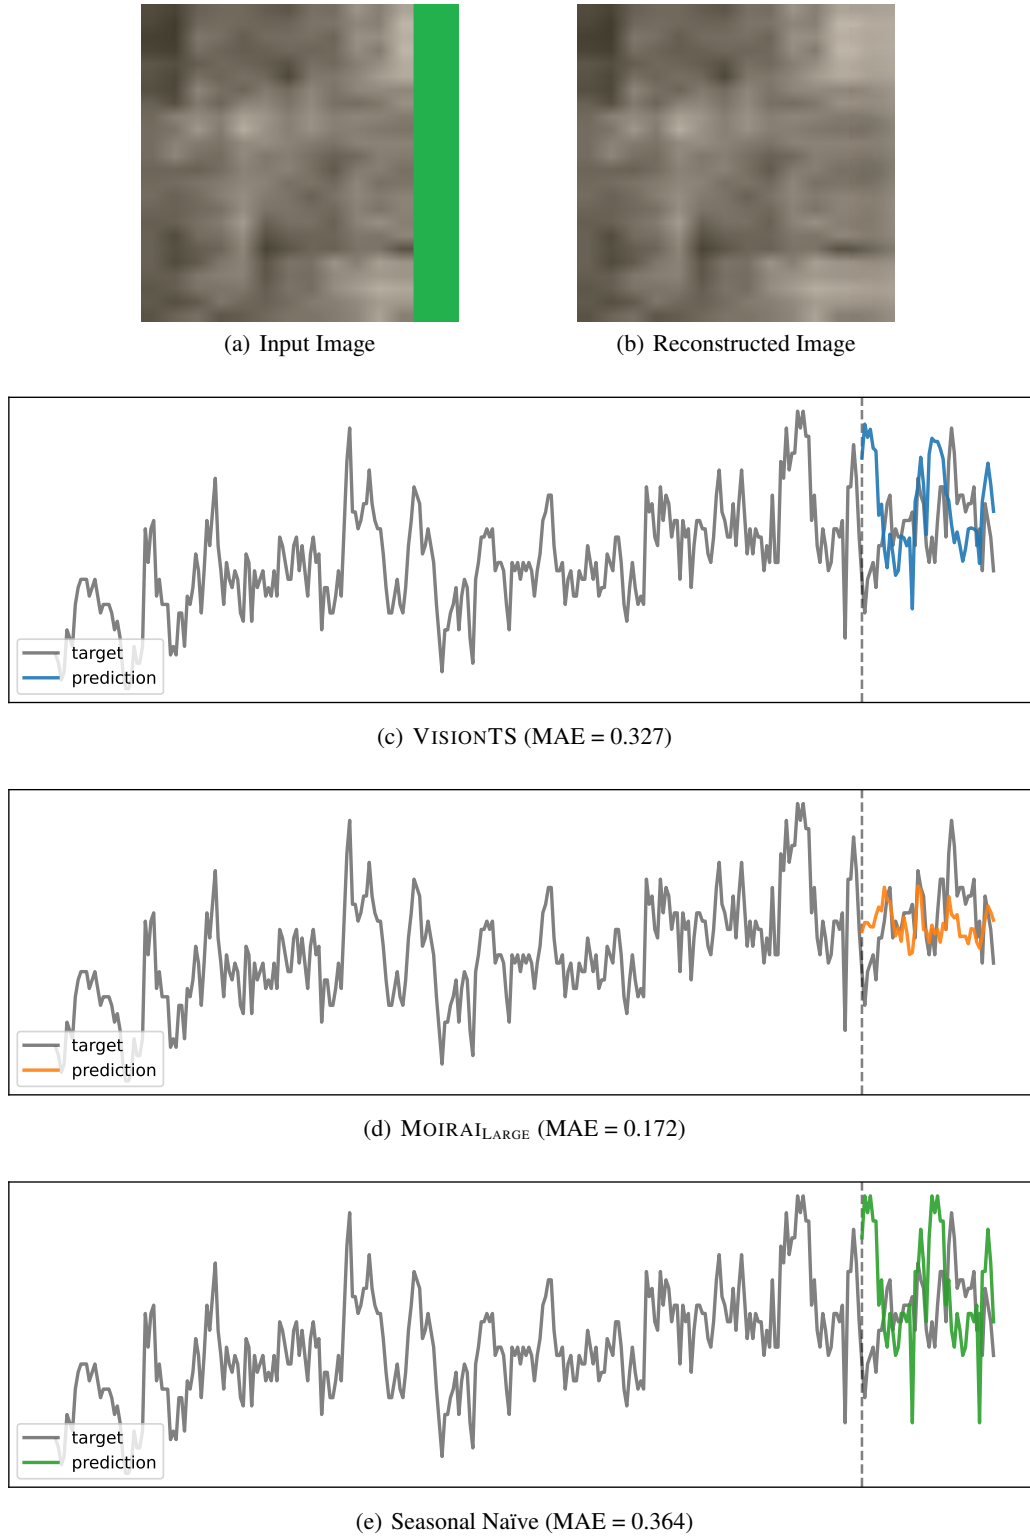 (a) Input Image
(b) Reconstructed Image
target
prediction
(c) VISIONTS (MAE = 0.327)
target
prediction
(d) MOIRAI_LARGE (MAE = 0.172)
target
prediction
(e) Seasonal Naïve (MAE = 0.364)